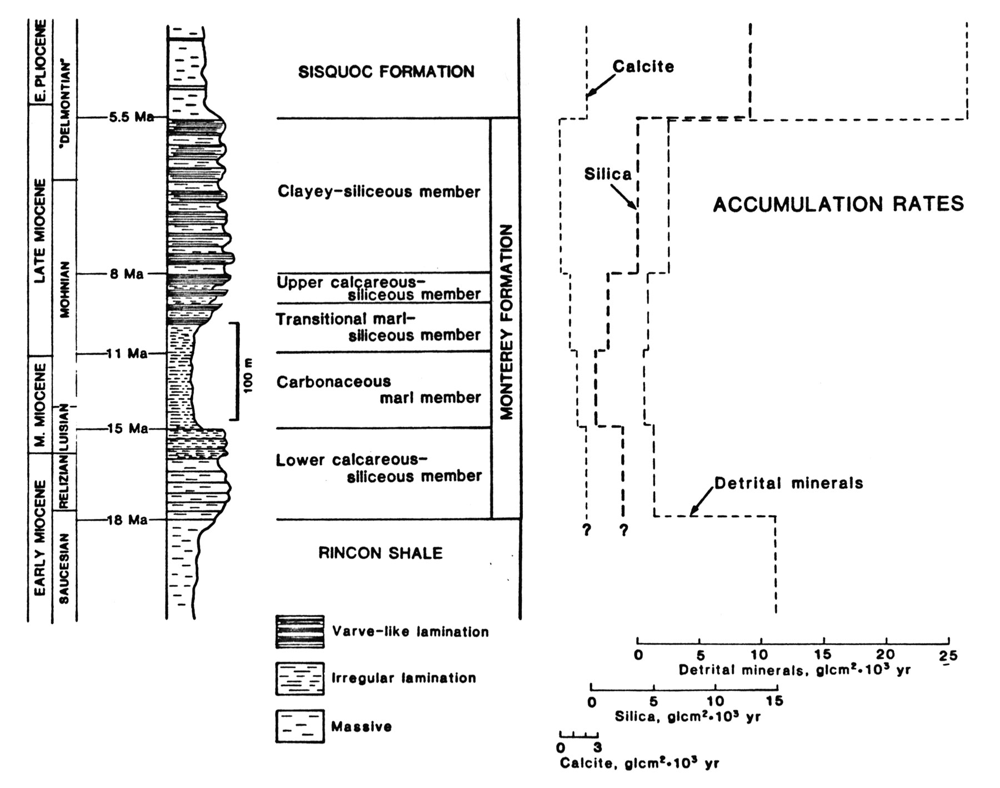 E. PLIOCENE
LATE MIOCENE
M. MIOCENE
EARLY MIOCENE
"DELMONTIAN"
MOHNIAN
LUISIAN
RELIZIAN
SAUCESIAN
5.5 Ma
8 Ma
11 Ma
15 Ma
18 Ma
100 m
SISQUOC FORMATION
Clayey-siliceous member
Upper calcareous-
siliceous member
Transitional marl-
siliceous member
Carbonaceous
marl member
Lower calcareous-
siliceous member
RINCON SHALE
MONTEREY FORMATION
Varve-like lamination
Irregular lamination
Massive
Calcite
Silica
ACCUMULATION RATES
Detrital minerals
? ?
0 5 10 15 20 25
Detrital minerals, g/cm²•10³ yr
0 5 10 15
Silica, g/cm²•10³ yr
0 3
Calcite, g/cm²•10³ yr